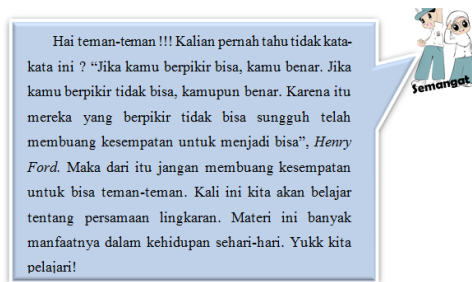 Hai teman-teman !!! Kalian pernah tahu tidak kata-
kata ini ? “Jika kamu berpikir bisa, kamu benar. Jika
kamu berpikir tidak bisa, kamupun benar. Karena itu
mereka yang berpikir tidak bisa sungguh telah
membuang kesempatan untuk menjadi bisa”, Henry
Ford. Maka dari itu jangan membuang kesempatan
untuk bisa teman-teman. Kali ini kita akan belajar
tentang persamaan lingkaran. Materi ini banyak
manfaatnya dalam kehidupan sehari-hari. Yukk kita
pelajari!
Semangat